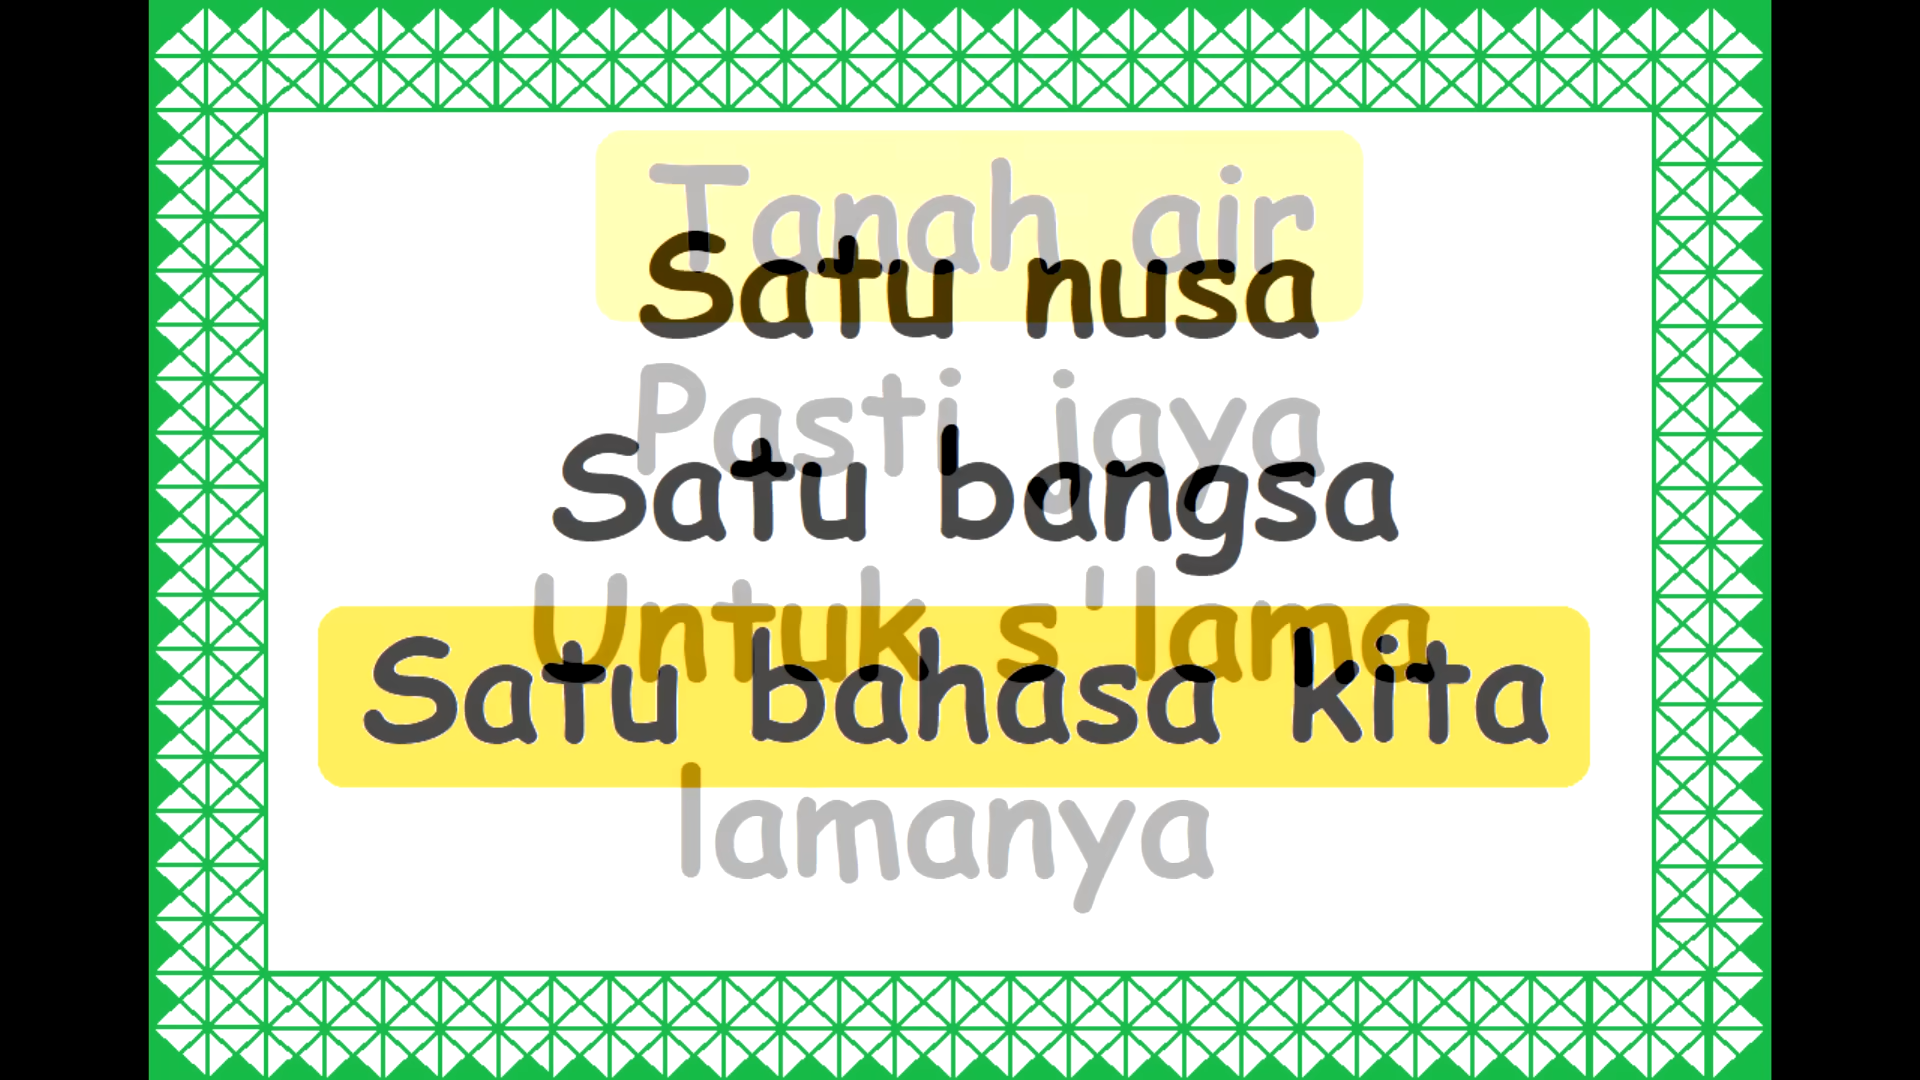 Tanah air
Satu nusa
Pasti jaya
Satu bangsa
Untuk s'lama
Satu bahasa kita
lamanya